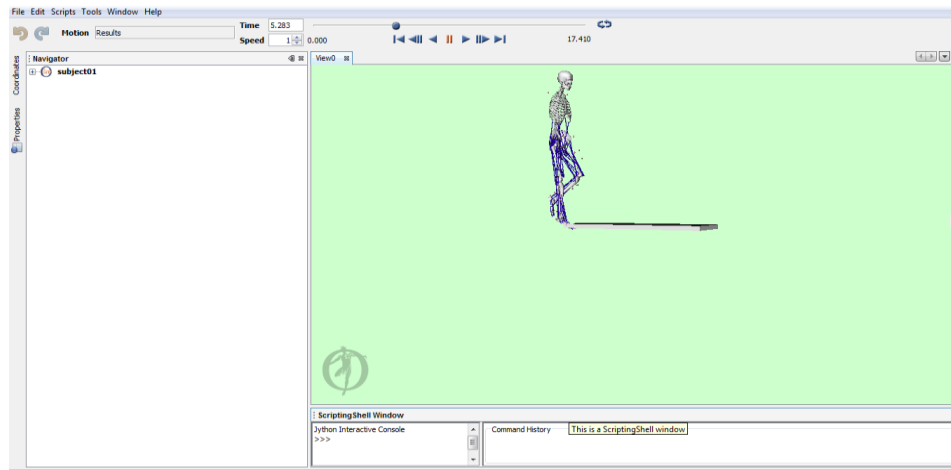 File Edit Scripts Tools Window Help
Motion Results
Time 5.283
Speed 1 0.000 17.410
Coordinates
Properties
Navigator
subject01
View0
ScriptingShell Window
Jython Interactive Console
>>>
Command History
This is a ScriptingShell window